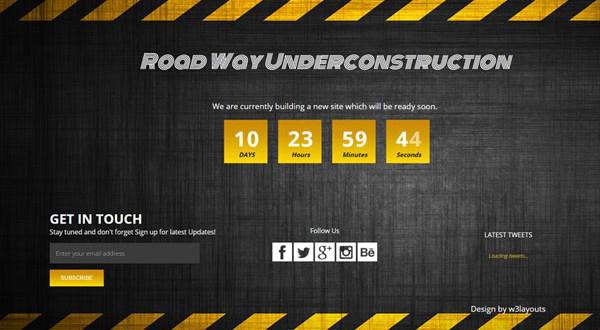 Road Way Underconstruction
We are currently building a new site which will be ready soon.
10 23 59 44
DAYS Hours Minutes Seconds
GET IN TOUCH
Stay tuned and don't forget Sign up for latest Updates!
Enter your email address
SUBSCRIBE
Follow Us
f g+ Bē
LATEST TWEETS
Loading tweets...
Design by w3layouts